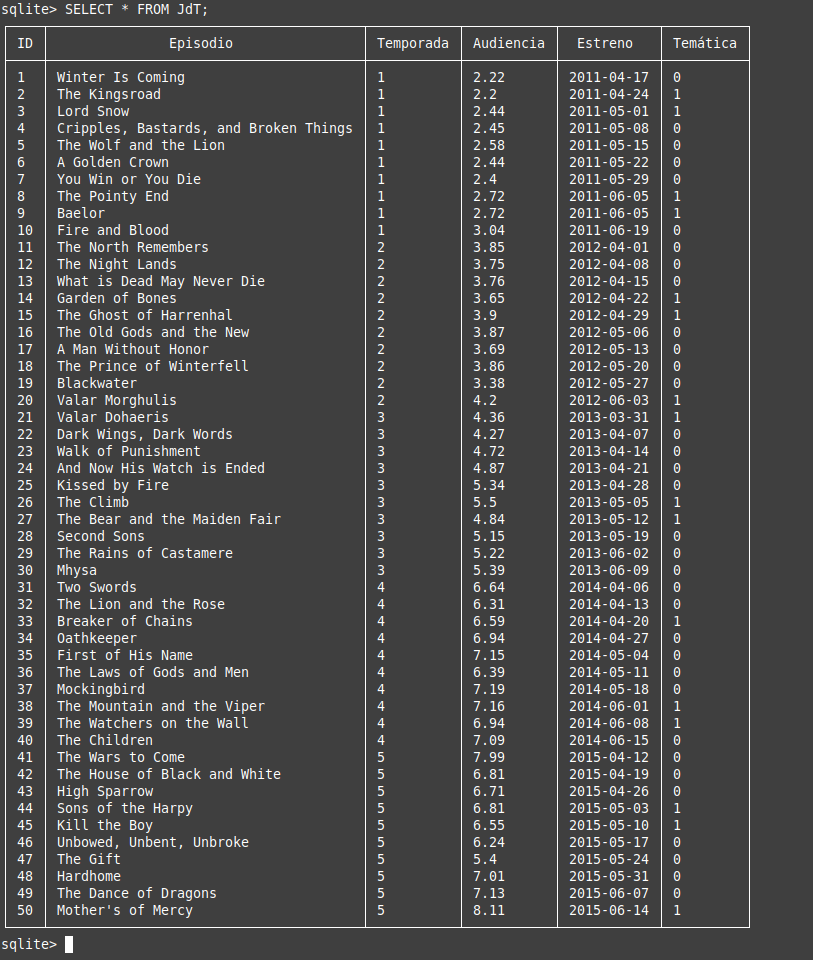 sqlite> SELECT * FROM JdT;
ID Episodio Temporada Audiencia Estreno Temática
1 Winter Is Coming 1 2.22 2011-04-17 0
2 The Kingsroad 1 2.2 2011-04-24 1
3 Lord Snow 1 2.44 2011-05-01 1
4 Cripples, Bastards, and Broken Things 1 2.45 2011-05-08 0
5 The Wolf and the Lion 1 2.58 2011-05-15 0
6 A Golden Crown 1 2.44 2011-05-22 0
7 You Win or You Die 1 2.4 2011-05-29 0
8 The Pointy End 1 2.72 2011-06-05 1
9 Baelor 1 2.72 2011-06-05 1
10 Fire and Blood 1 3.04 2011-06-19 0
11 The North Remembers 2 3.85 2012-04-01 0
12 The Night Lands 2 3.75 2012-04-08 0
13 What is Dead May Never Die 2 3.76 2012-04-15 0
14 Garden of Bones 2 3.65 2012-04-22 1
15 The Ghost of Harrenhal 2 3.9 2012-04-29 1
16 The Old Gods and the New 2 3.87 2012-05-06 0
17 A Man Without Honor 2 3.69 2012-05-13 0
18 The Prince of Winterfell 2 3.86 2012-05-20 0
19 Blackwater 2 3.38 2012-05-27 0
20 Valar Morghulis 2 4.2 2012-06-03 1
21 Valar Dohaeris 3 4.36 2013-03-31 1
22 Dark Wings, Dark Words 3 4.27 2013-04-07 0
23 Walk of Punishment 3 4.72 2013-04-14 0
24 And Now His Watch is Ended 3 4.87 2013-04-21 0
25 Kissed by Fire 3 5.34 2013-04-28 0
26 The Climb 3 5.5 2013-05-05 1
27 The Bear and the Maiden Fair 3 4.84 2013-05-12 1
28 Second Sons 3 5.15 2013-05-19 0
29 The Rains of Castamere 3 5.22 2013-06-02 0
30 Mhysa 3 5.39 2013-06-09 0
31 Two Swords 4 6.64 2014-04-06 0
32 The Lion and the Rose 4 6.31 2014-04-13 0
33 Breaker of Chains 4 6.59 2014-04-20 1
34 Oathkeeper 4 6.94 2014-04-27 0
35 First of His Name 4 7.15 2014-05-04 0
36 The Laws of Gods and Men 4 6.39 2014-05-11 0
37 Mockingbird 4 7.19 2014-05-18 0
38 The Mountain and the Viper 4 7.16 2014-06-01 1
39 The Watchers on the Wall 4 6.94 2014-06-08 1
40 The Children 4 7.09 2014-06-15 0
41 The Wars to Come 5 7.99 2015-04-12 0
42 The House of Black and White 5 6.81 2015-04-19 0
43 High Sparrow 5 6.71 2015-04-26 0
44 Sons of the Harpy 5 6.81 2015-05-03 1
45 Kill the Boy 5 6.55 2015-05-10 1
46 Unbowed, Unbent, Unbroke 5 6.24 2015-05-17 0
47 The Gift 5 5.4 2015-05-24 0
48 Hardhome 5 7.01 2015-05-31 0
49 The Dance of Dragons 5 7.13 2015-06-07 0
50 Mother's of Mercy 5 8.11 2015-06-14 1
sqlite>